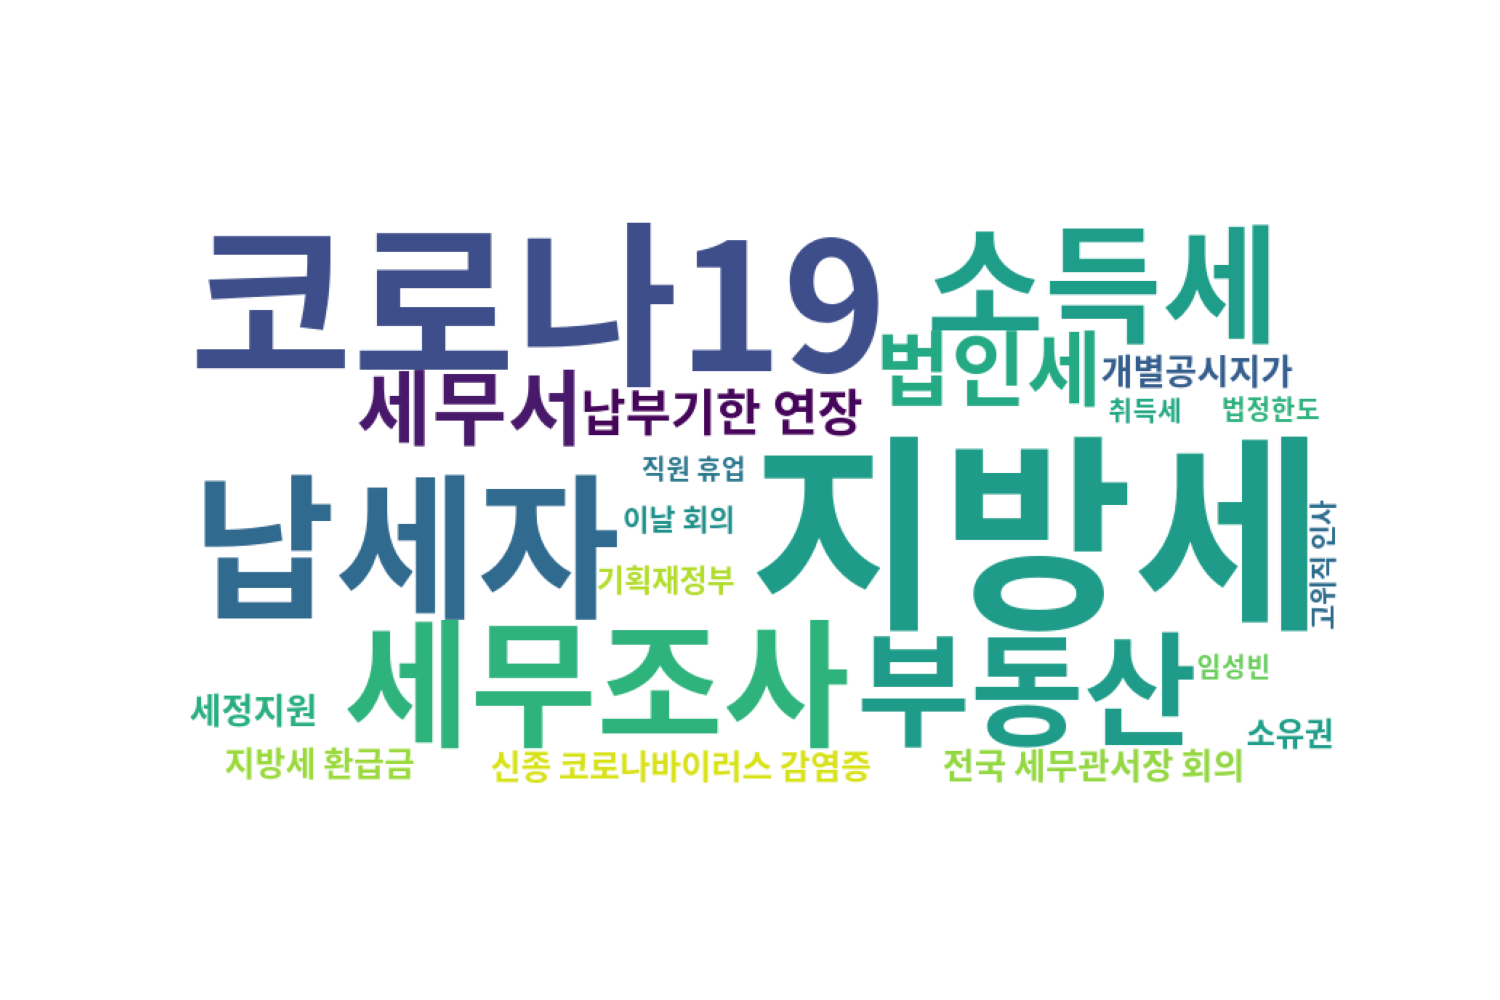 코로나19
소득세
법인세
개별공시지가
세무서
납부기한 연장
취득세
법정한도
직원 휴업
지방세
납세자
이날 회의
고위직 인사
기획재정부
세무조사
부동산
임성빈
세정지원
소유권
지방세 환급금
신종 코로나바이러스 감염증
전국 세무관서장 회의